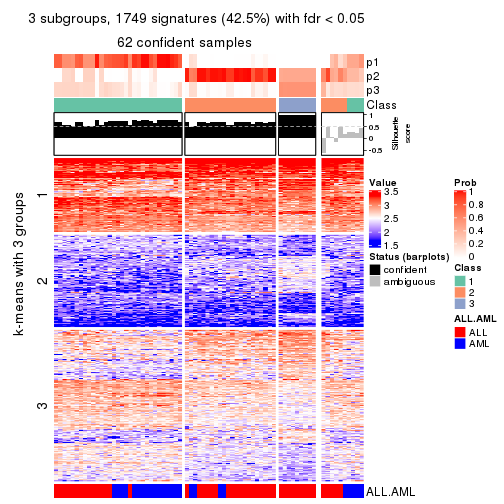 3 subgroups, 1749 signatures (42.5%) with fdr < 0.05
62 confident samples
p1
p2
p3
Class
1
0.5
0
-0.5
Silhouette
score
k-means with 3 groups
1
2
3
ALL.AML
Value
3.5
3
2.5
2
1.5
Status (barplots)
confident
ambiguous
Prob
1
0.8
0.6
0.4
0.2
0
Class
1
2
3
ALL.AML
ALL
AML